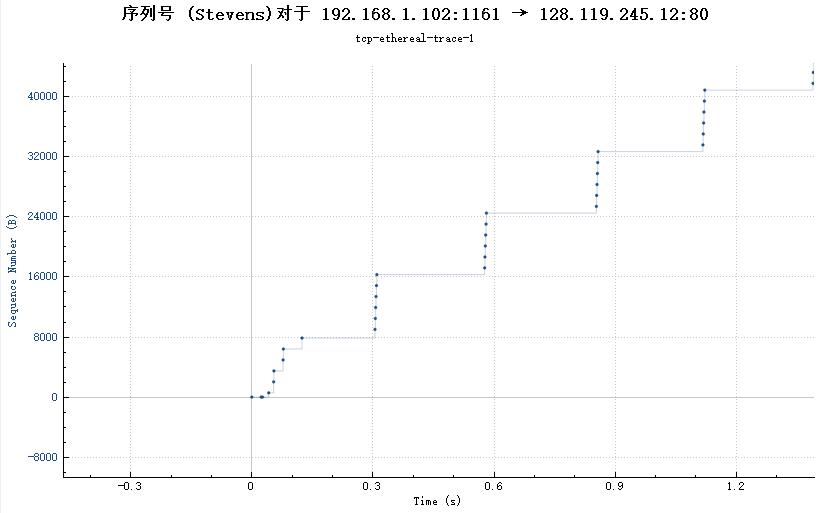 序列号 (Stevens)对于 192.168.1.102:1161 → 128.119.245.12:80
tcp-ethereal-trace-1
Sequence Number (B)
40000
32000
24000
16000
8000
0
-8000
-0.3 0 0.3 0.6 0.9 1.2
Time (s)